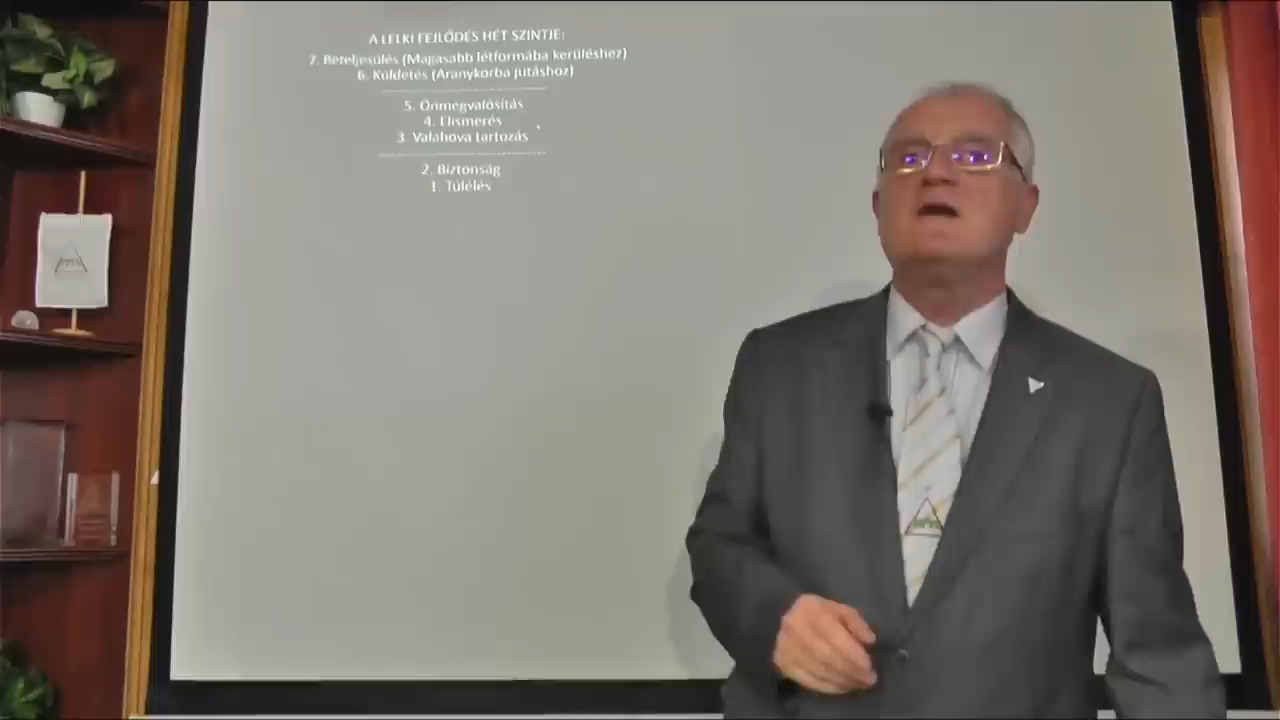 A LELKI FEJLŐDÉS HÉT SZINTJE:
7. Beteljesülés (Magasabb létformába kerüléshez)
6. Küldetés (Aranykorba jutáshoz)
5. Önmegvalósítás
4. Elismerés
3. Valahova tartozás
2. Biztonság
1. Túlélés